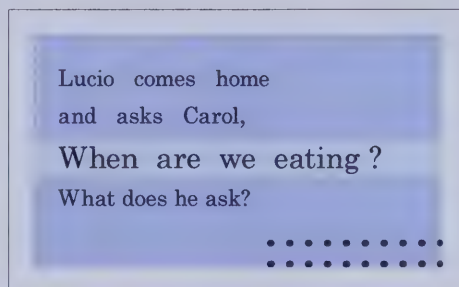 Lucio comes home
and asks Carol,
When are we eating ?
What does he ask?